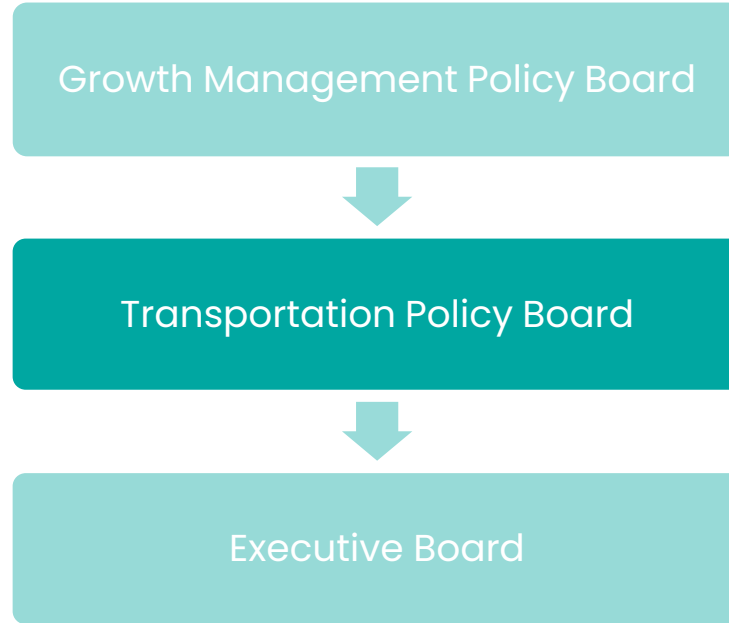 Growth Management Policy Board
Transportation Policy Board
Executive Board